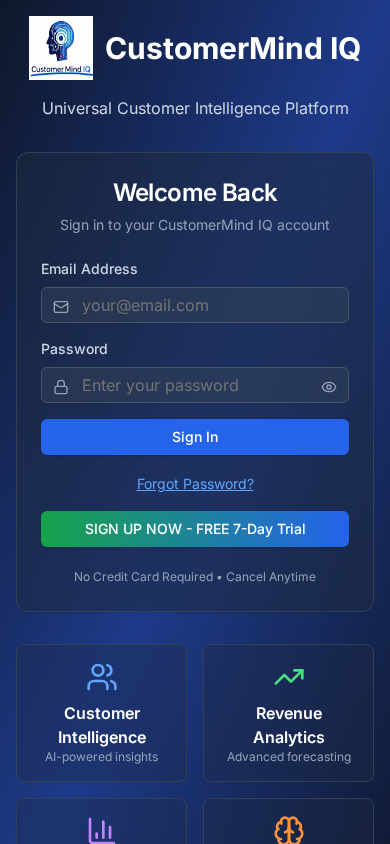 Customer Mind IQ
CustomerMind IQ
Universal Customer Intelligence Platform
Welcome Back
Sign in to your CustomerMind IQ account
Email Address
your@email.com
Password
Enter your password
Sign In
Forgot Password?
SIGN UP NOW - FREE 7-Day Trial
No Credit Card Required • Cancel Anytime
Customer
Intelligence
AI-powered insights
Revenue
Analytics
Advanced forecasting